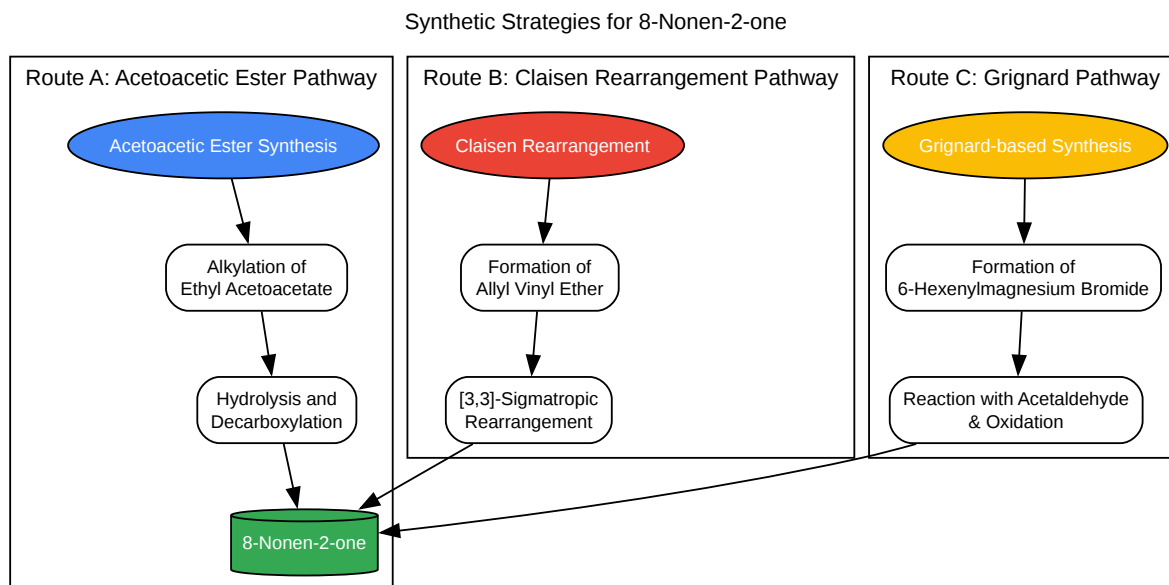 Synthetic Strategies for 8-Nonen-2-one
Route A: Acetoacetic Ester Pathway
Acetoacetic Ester Synthesis
Alkylation of
Ethyl Acetoacetate
Hydrolysis and
Decarboxylation
8-Nonen-2-one
Route B: Claisen Rearrangement Pathway
Claisen Rearrangement
Formation of
Allyl Vinyl Ether
[3,3]-Sigmatropic
Rearrangement
Route C: Grignard Pathway
Grignard-based Synthesis
Formation of
6-Hexenylmagnesium Bromide
Reaction with Acetaldehyde
& Oxidation